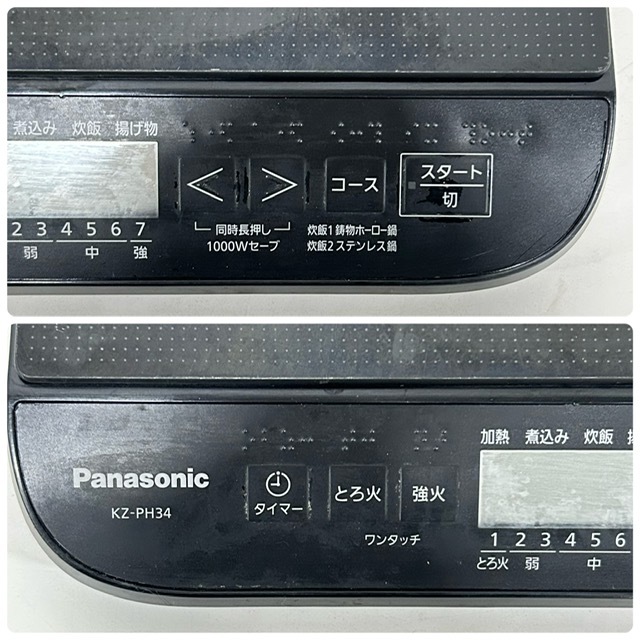 煮込み 炊飯 揚げ物
< > コース スタート
切
2 3 4 5 6 7
弱 中 強
同時長押し
1000Wセーブ
炊飯1 鋳物ホーロー鍋
炊飯2 ステンレス鍋
加熱 煮込み 炊飯
Panasonic
KZ-PH34
タイマー とろ火 強火
ワンタッチ
1 2 3 4 5 6
とろ火 弱 中